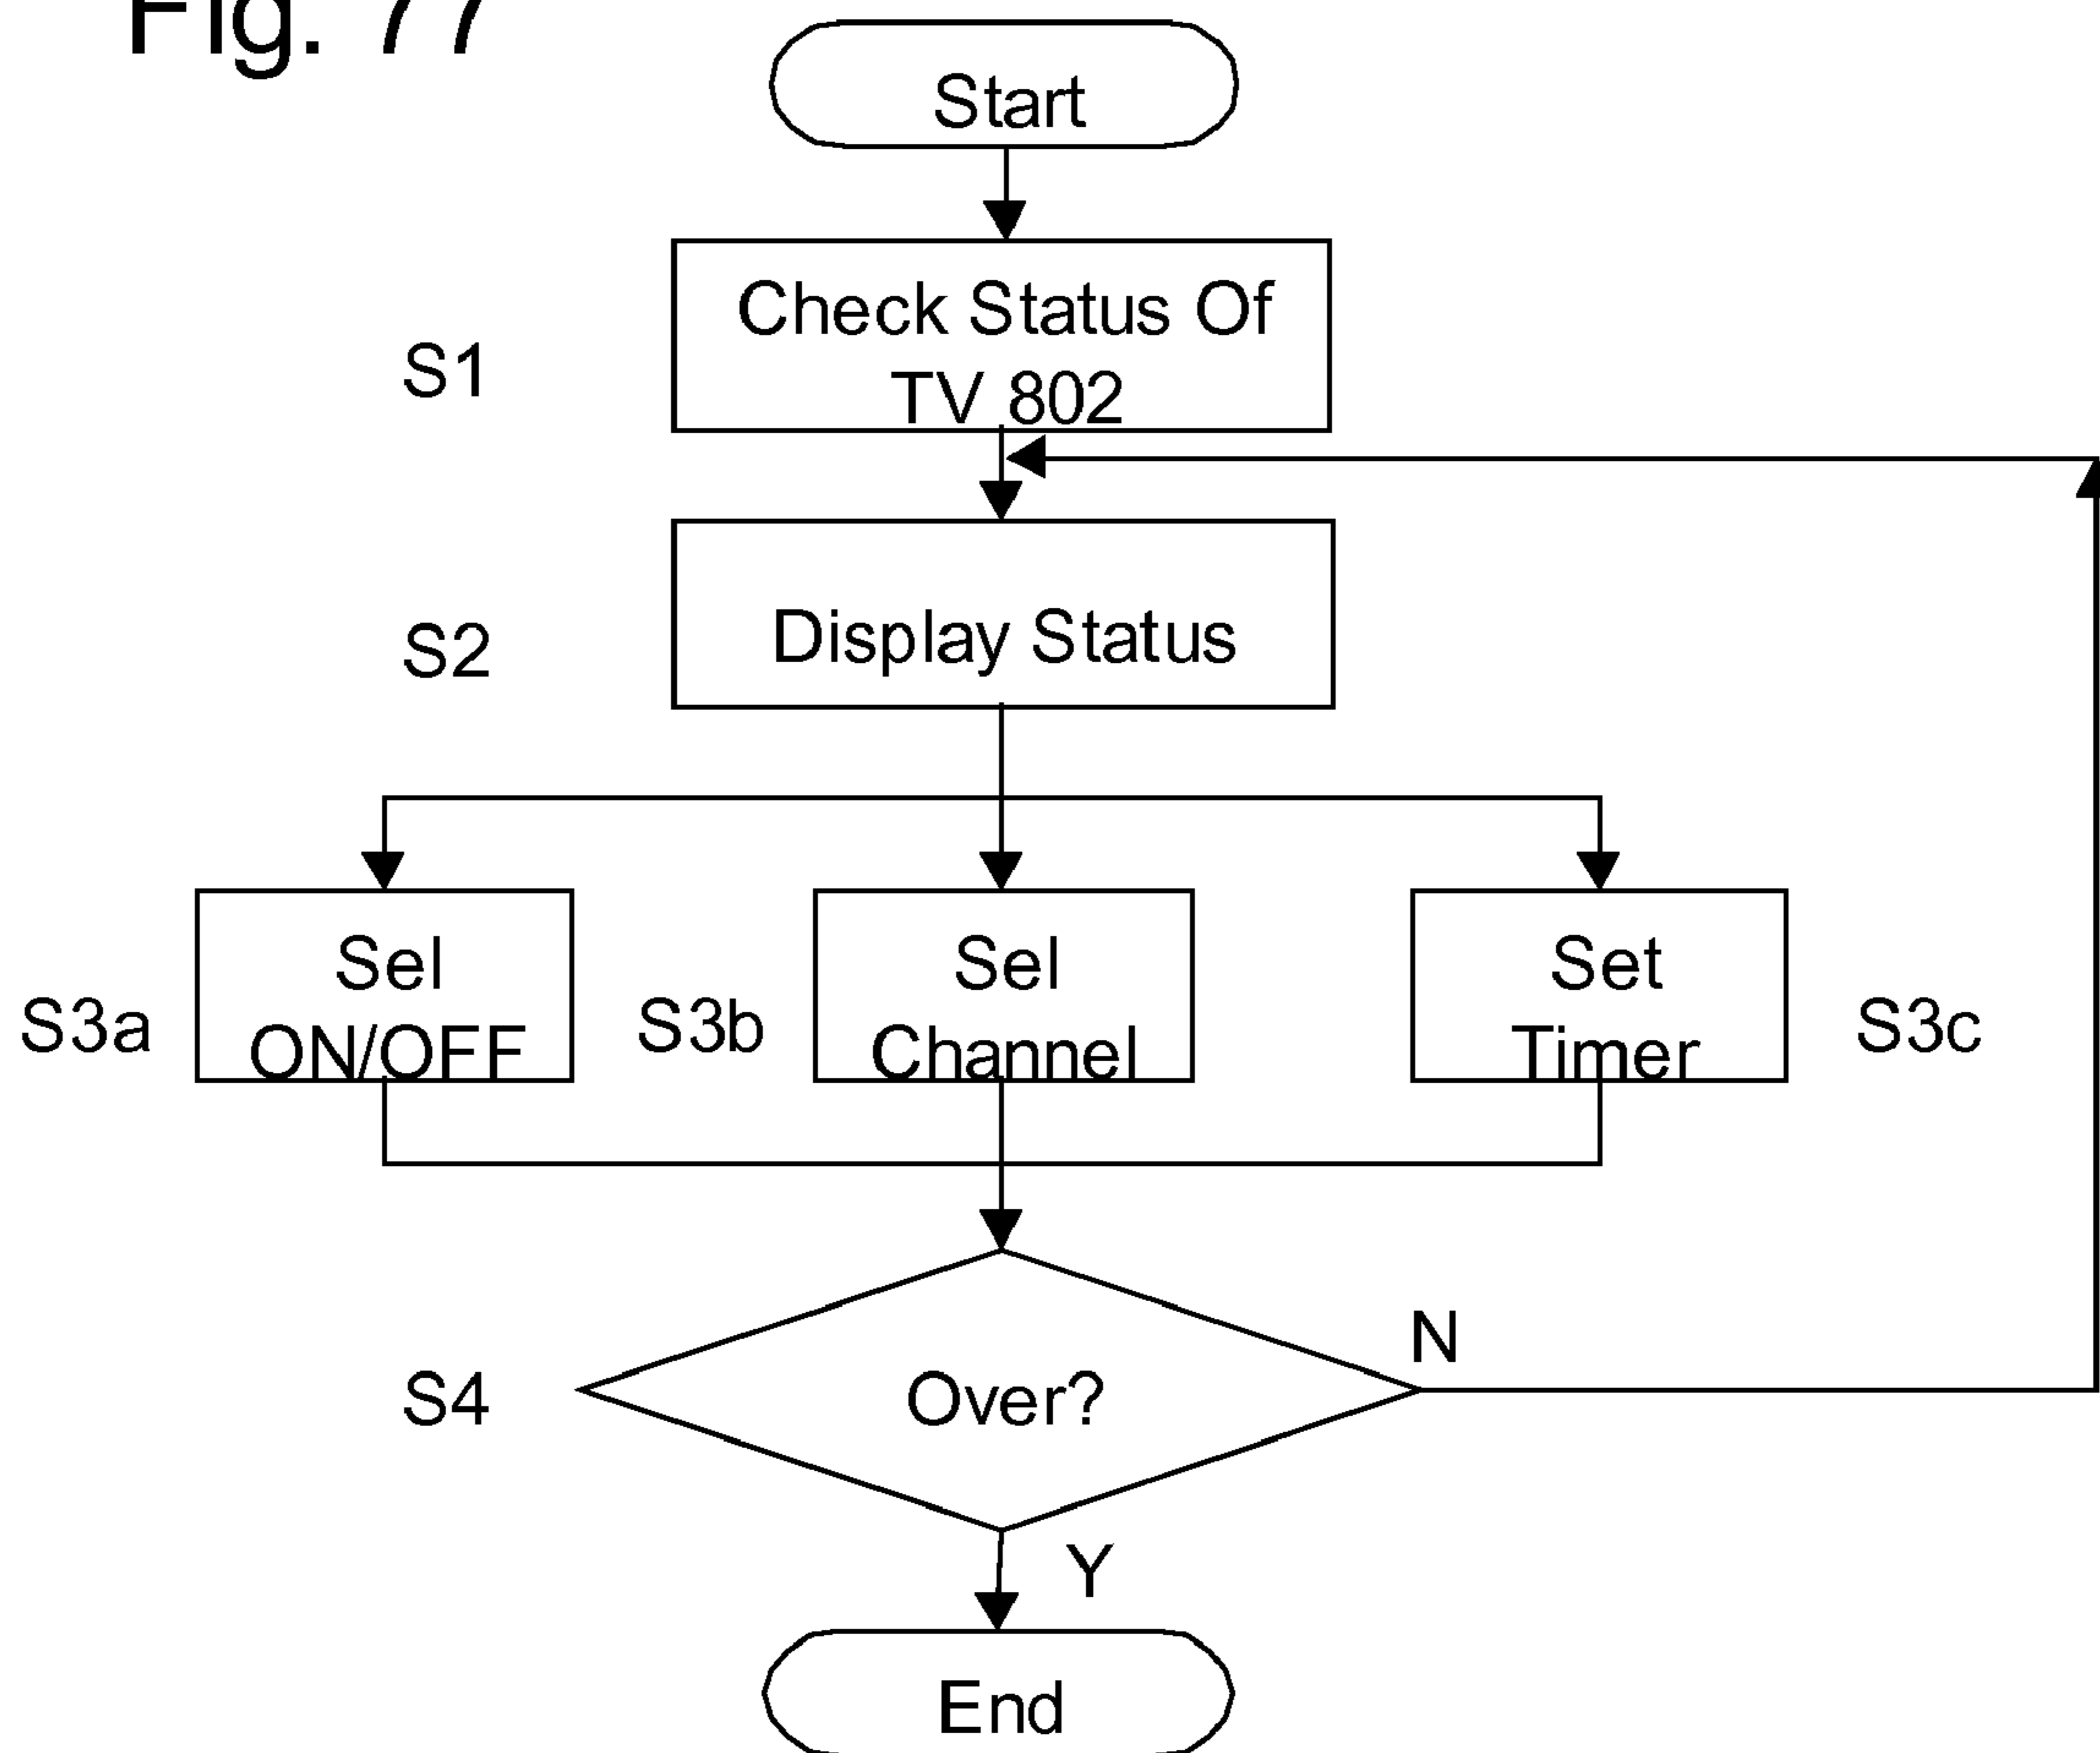 Fig. 77
Start
Check Status Of
TV 802
S1
Display Status
S2
Sel
ON/OFF
S3a
Sel
Channel
S3b
Set
Timer
S3c
N
Over?
S4
Y
End